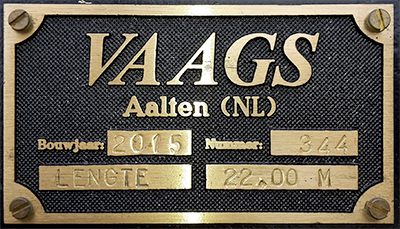 VAAGS
Aalten (NL)
Bouwjaar: 2015 Nummer: 344
LENGTE 22.00 M